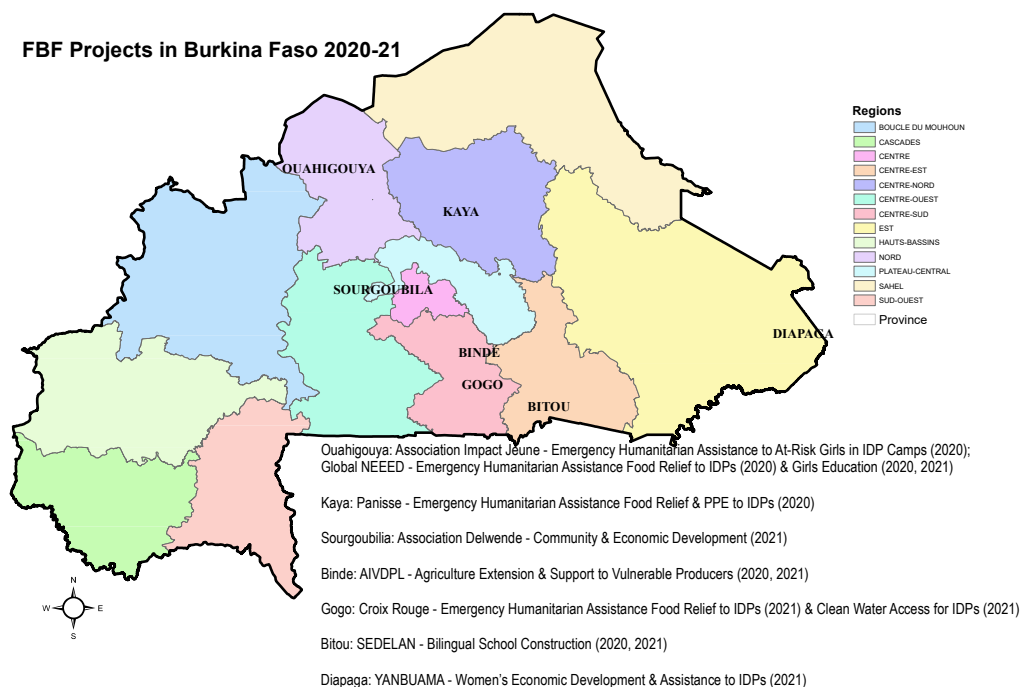 FBF Projects in Burkina Faso 2020-21
Regions
BOUCLE DU MOUHOUN
CASCADES
CENTRE
CENTRE-EST
CENTRE-NORD
CENTRE-OUEST
CENTRE-SUD
EST
HAUTS-BASSINS
NORD
PLATEAU-CENTRAL
SAHEL
SUD-OUEST
Province
OUAHIGOUYA
KAYA
SOURGOUBILA
DIAPAGA
BINDE
GOGO
BITOU
Ouahigouya: Association Impact Jeune - Emergency Humanitarian Assistance to At-Risk Girls in IDP Camps (2020);
Global NEEED - Emergency Humanitarian Assistance Food Relief to IDPs (2020) & Girls Education (2020, 2021)
Kaya: Panisse - Emergency Humanitarian Assistance Food Relief & PPE to IDPs (2020)
Sourgoubilia: Association Delwende - Community & Economic Development (2021)
Binde: AIVDPL - Agriculture Extension & Support to Vulnerable Producers (2020, 2021)
Gogo: Croix Rouge - Emergency Humanitarian Assistance Food Relief to IDPs (2021) & Clean Water Access for IDPs (2021)
Bitou: SEDELAN - Bilingual School Construction (2020, 2021)
Diapaga: YANBUAMA - Women's Economic Development & Assistance to IDPs (2021)
N
W E
S